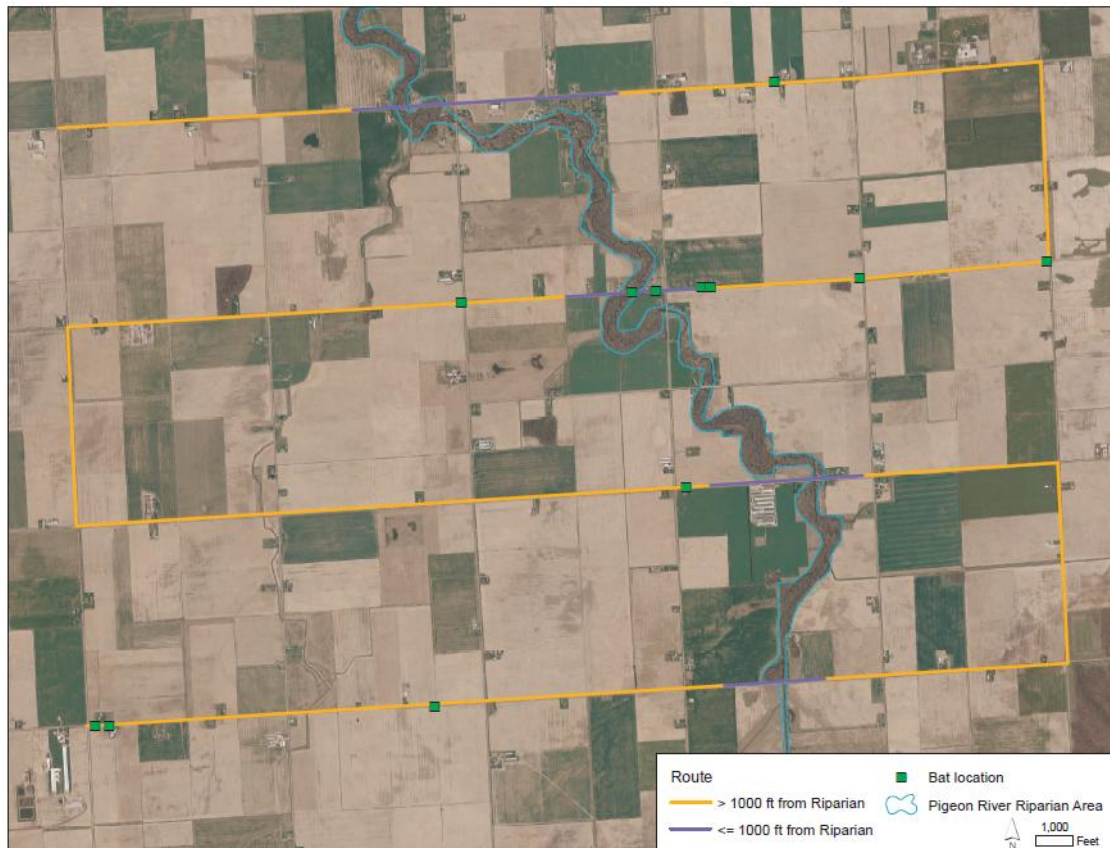 Route
> 1000 ft from Riparian
<= 1000 ft from Riparian
Bat location
Pigeon River Riparian Area
N
1,000
Feet